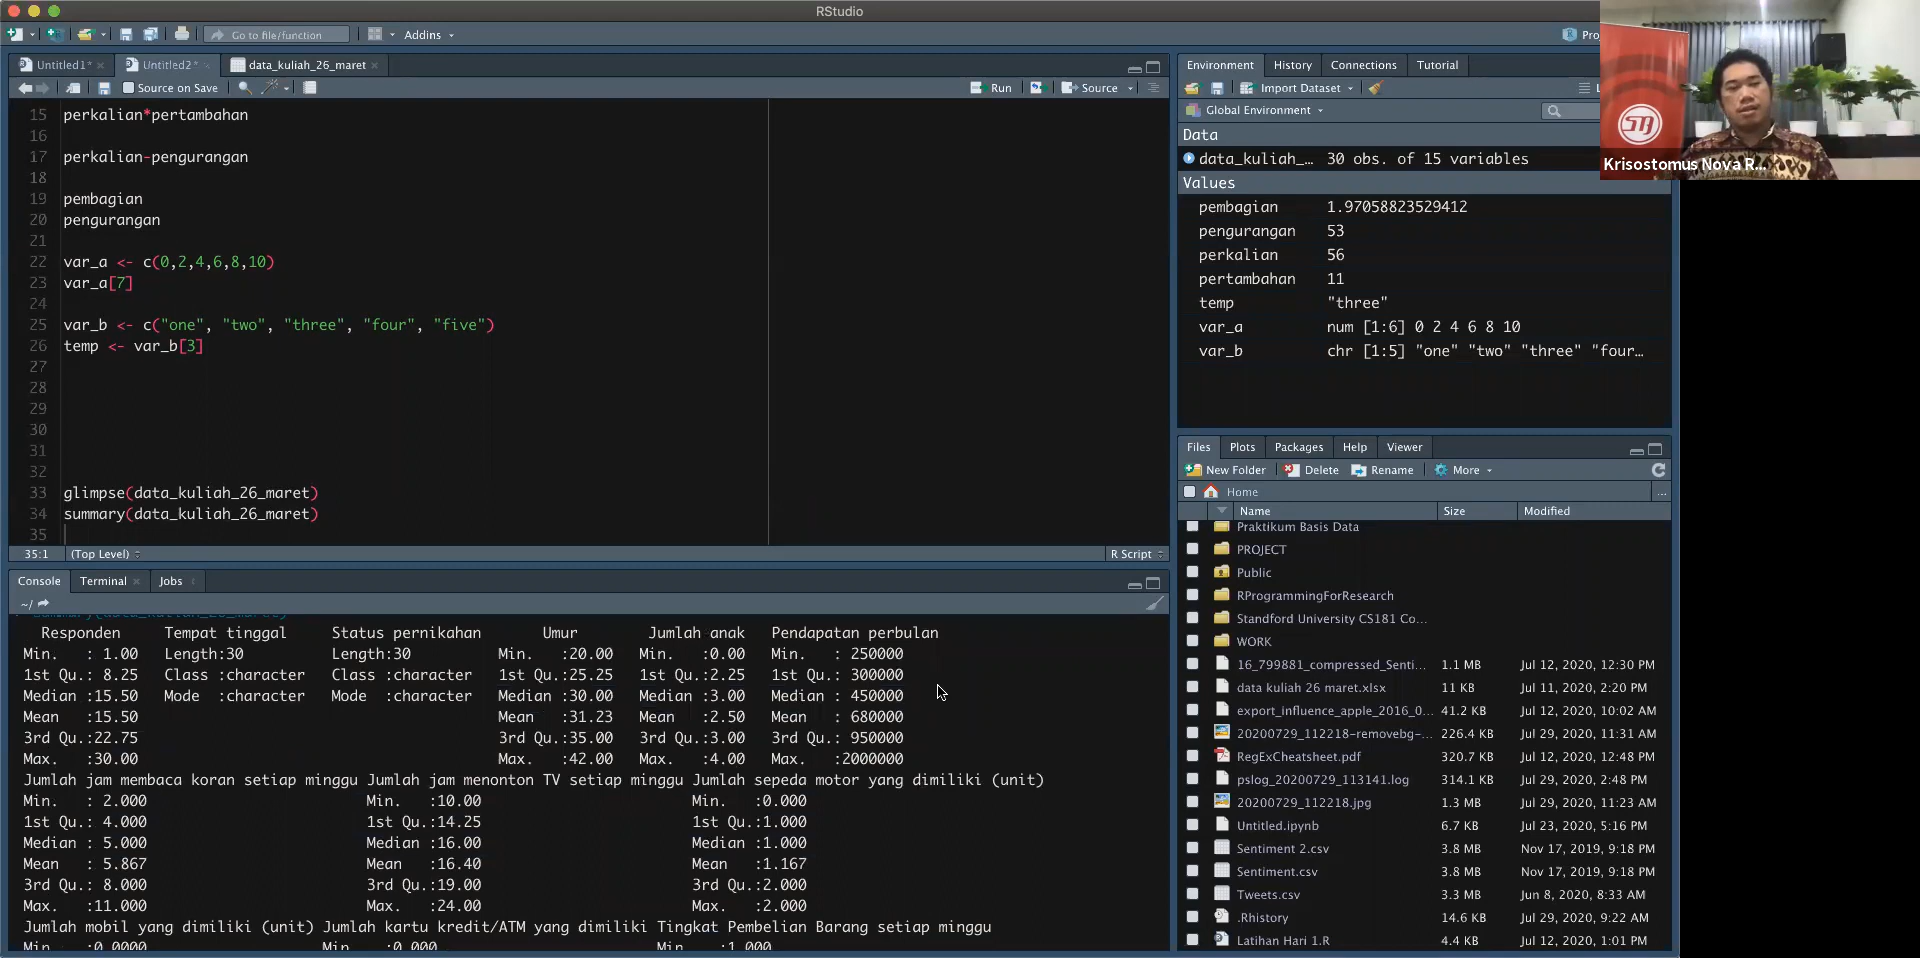 RStudio
Go to file/function
Addins
Untitled1*
Untitled2*
data_kuliah_26_maret
Source on Save
Run
Source
15 perkalian*pertambahan
16
17 perkalian-pengurangan
18
19 pembagian
20 pengurangan
21
22 var_a <- c(0,2,4,6,8,10)
23 var_a[7]
24
25 var_b <- c("one", "two", "three", "four", "five")
26 temp <- var_b[3]
27
28
29
30
31
32
33 glimpse(data_kuliah_26_maret)
34 summary(data_kuliah_26_maret)
35
35:1 (Top Level) R Script
Console Terminal Jobs
~/
summary(data_kuliah_26_maret)
Responden Tempat tinggal Status pernikahan Umur Jumlah anak Pendapatan perbulan
Min. : 1.00 Length:30 Length:30 Min. :20.00 Min. :0.00 Min. : 250000
1st Qu.: 8.25 Class :character Class :character 1st Qu.:25.25 1st Qu.:2.25 1st Qu.: 300000
Median :15.50 Mode :character Mode :character Median :30.00 Median :3.00 Median : 450000
Mean :15.50 Mean :31.23 Mean :2.50 Mean : 680000
3rd Qu.:22.75 3rd Qu.:35.00 3rd Qu.:3.00 3rd Qu.: 950000
Max. :30.00 Max. :42.00 Max. :4.00 Max. :2000000
Jumlah jam membaca koran setiap minggu Jumlah jam menonton TV setiap minggu Jumlah sepeda motor yang dimiliki (unit)
Min. : 2.000 Min. :10.00 Min. :0.000
1st Qu.: 4.000 1st Qu.:14.25 1st Qu.:1.000
Median : 5.000 Median :16.00 Median :1.000
Mean : 5.867 Mean :16.40 Mean :1.167
3rd Qu.: 8.000 3rd Qu.:19.00 3rd Qu.:2.000
Max. :11.000 Max. :24.00 Max. :2.000
Jumlah mobil yang dimiliki (unit) Jumlah kartu kredit/ATM yang dimiliki Tingkat Pembelian Barang setiap minggu
Min. :0.0000 Min. :0.000 Min. :1.000
Environment History Connections Tutorial
Import Dataset
Global Environment
Data
data_kuliah_... 30 obs. of 15 variables
Values
pembagian 1.97058823529412
pengurangan 53
perkalian 56
pertambahan 11
temp "three"
var_a num [1:6] 0 2 4 6 8 10
var_b chr [1:5] "one" "two" "three" "four...
Files Plots Packages Help Viewer
New Folder Delete Rename More
Home ...
Name Size Modified
Praktikum Basis Data
PROJECT
Public
RProgrammingForResearch
Standford University CS181 Co...
WORK
16_799881_compressed_Senti... 1.1 MB Jul 12, 2020, 12:30 PM
data kuliah 26 maret.xlsx 11 KB Jul 11, 2020, 2:20 PM
export_influence_apple_2016_0... 41.2 KB Jul 12, 2020, 10:02 AM
20200729_112218-removebg-... 226.4 KB Jul 29, 2020, 11:31 AM
RegExCheatsheet.pdf 320.7 KB Jul 12, 2020, 12:48 PM
pslog_20200729_113141.log 314.1 KB Jul 29, 2020, 2:48 PM
20200729_112218.jpg 1.3 MB Jul 29, 2020, 11:23 AM
Untitled.ipynb 6.7 KB Jul 23, 2020, 5:16 PM
Sentiment 2.csv 3.8 MB Nov 17, 2019, 9:18 PM
Sentiment.csv 3.8 MB Nov 17, 2019, 9:18 PM
Tweets.csv 3.3 MB Jun 8, 2020, 8:33 AM
.Rhistory 14.6 KB Jul 29, 2020, 9:22 AM
Latihan Hari 1.R 4.4 KB Jul 12, 2020, 1:01 PM
Krisostomus Nova R...